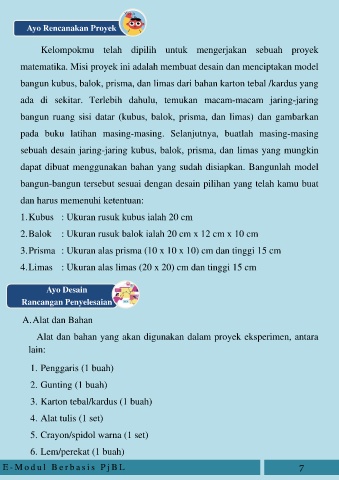 Ayo Rencanakan Proyek
Kelompokmu telah dipilih untuk mengerjakan sebuah proyek
matematika. Misi proyek ini adalah membuat desain dan menciptakan model
bangun kubus, balok, prisma, dan limas dari bahan karton tebal /kardus yang
ada di sekitar. Terlebih dahulu, temukan macam-macam jaring-jaring
bangun ruang sisi datar (kubus, balok, prisma, dan limas) dan gambarkan
pada buku latihan masing-masing. Selanjutnya, buatlah masing-masing
sebuah desain jaring-jaring kubus, balok, prisma, dan limas yang mungkin
dapat dibuat menggunakan bahan yang sudah disiapkan. Bangunlah model
bangun-bangun tersebut sesuai dengan desain pilihan yang telah kamu buat
dan harus memenuhi ketentuan:
1. Kubus : Ukuran rusuk kubus ialah 20 cm
2. Balok : Ukuran rusuk balok ialah 20 cm x 12 cm x 10 cm
3. Prisma : Ukuran alas prisma (10 x 10 x 10) cm dan tinggi 15 cm
4. Limas : Ukuran alas limas (20 x 20) cm dan tinggi 15 cm
Ayo Desain
Rancangan Penyelesaian
A. Alat dan Bahan
Alat dan bahan yang akan digunakan dalam proyek eksperimen, antara
lain:
1. Penggaris (1 buah)
2. Gunting (1 buah)
3. Karton tebal/kardus (1 buah)
4. Alat tulis (1 set)
5. Crayon/spidol warna (1 set)
6. Lem/perekat (1 buah)
E-Modul Berbasis PjBL 7